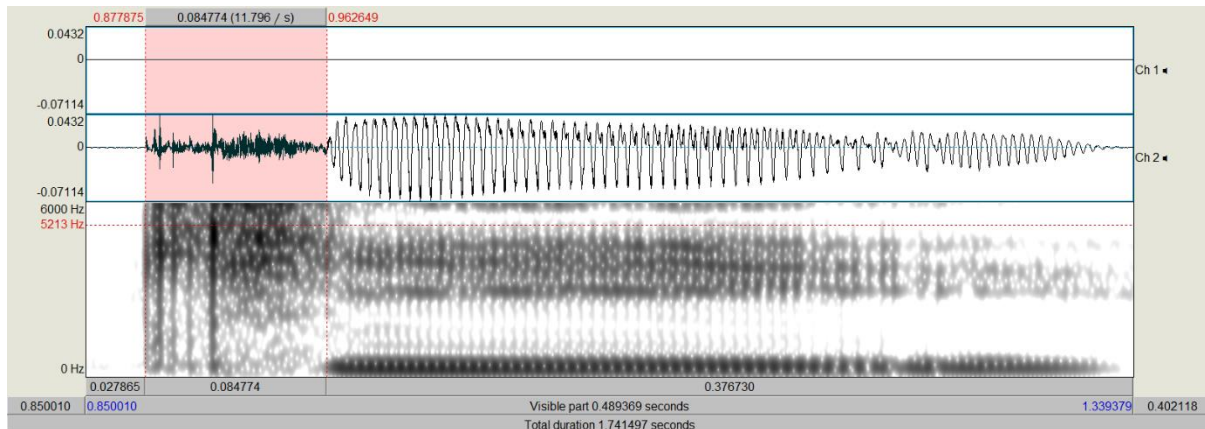 0.877875 0.084774 (11.796 / s) 0.962649
0.0432
0
-0.07114
Ch 1
0.0432
0
-0.07114
Ch 2
6000 Hz
5213 Hz
0 Hz
0.027865 0.084774 0.376730
0.850010 0.850010 Visible part 0.489369 seconds 1.339379 0.402118
Total duration 1.741497 seconds